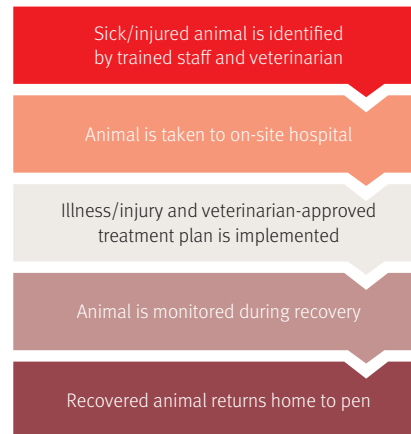 Sick/injured animal is identified
by trained staff and veterinarian
Animal is taken to on-site hospital
Illness/injury and veterinarian-approved
treatment plan is implemented
Animal is monitored during recovery
Recovered animal returns home to pen